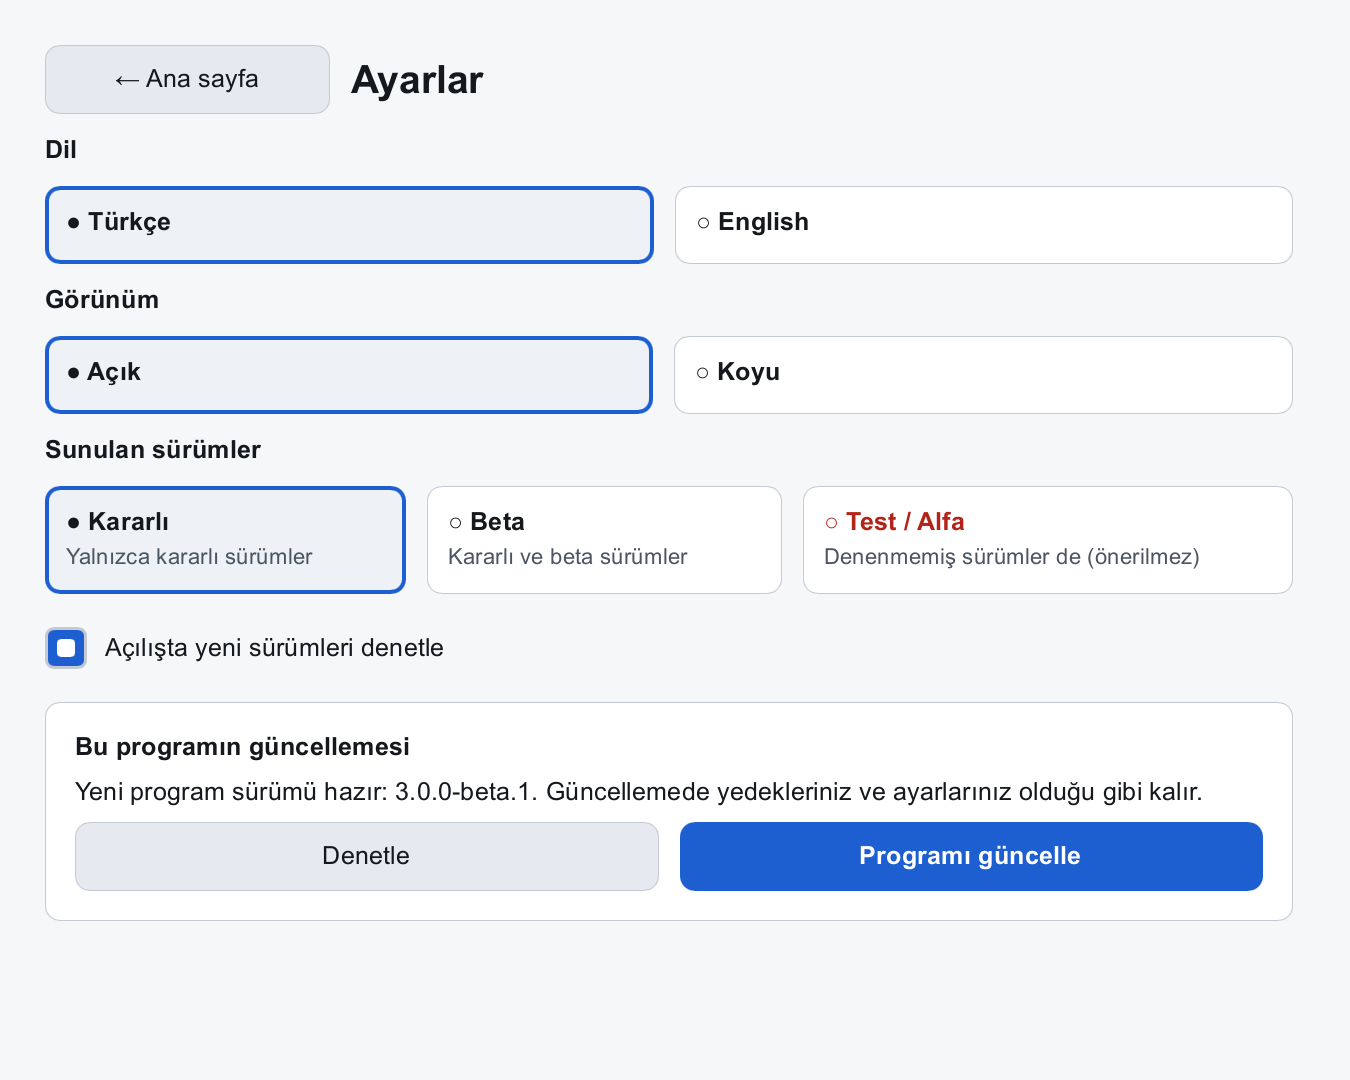 ← Ana sayfa
Ayarlar
Dil
● Türkçe
○ English
Görünüm
● Açık
○ Koyu
Sunulan sürümler
● Kararlı
Yalnızca kararlı sürümler
○ Beta
Kararlı ve beta sürümler
○ Test / Alfa
Denenmemiş sürümler de (önerilmez)
Açılışta yeni sürümleri denetle
Bu programın güncellemesi
Yeni program sürümü hazır: 3.0.0-beta.1. Güncellemede yedekleriniz ve ayarlarınız olduğu gibi kalır.
Denetle
Programı güncelle